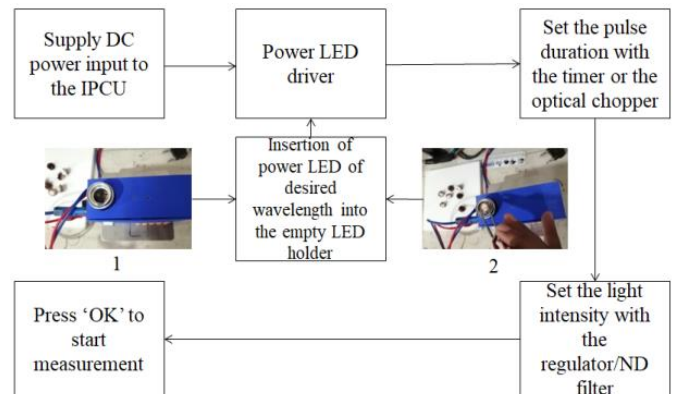 Supply DC
power input to
the IPCU
Power LED
driver
Set the pulse
duration with
the timer or the
optical chopper
Insertion of
power LED of
desired
wavelength into
the empty LED
holder
1
2
Press ‘OK’ to
start
measurement
Set the light
intensity with
the
regulator/ND
filter